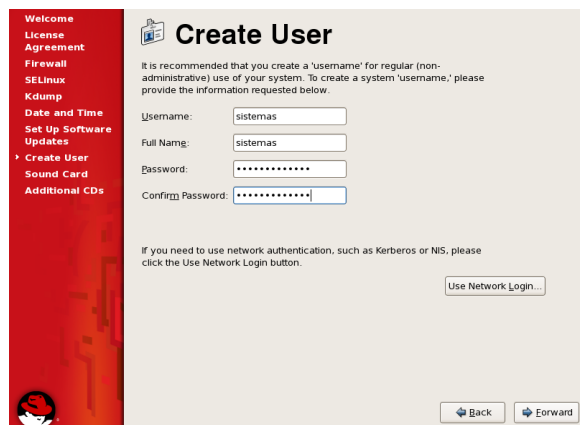 Welcome
License
Agreement
Firewall
SELinux
Kdump
Date and Time
Set Up Software
Updates
Create User
Sound Card
Additional CDs
Create User
It is recommended that you create a 'username' for regular (non-
administrative) use of your system. To create a system 'username,' please
provide the information requested below.
Username: sistemas
Full Name: sistemas
Password: •••••••••••••
Confirm Password: •••••••••••••
If you need to use network authentication, such as Kerberos or NIS, please
click the Use Network Login button.
Use Network Login...
Back
Forward